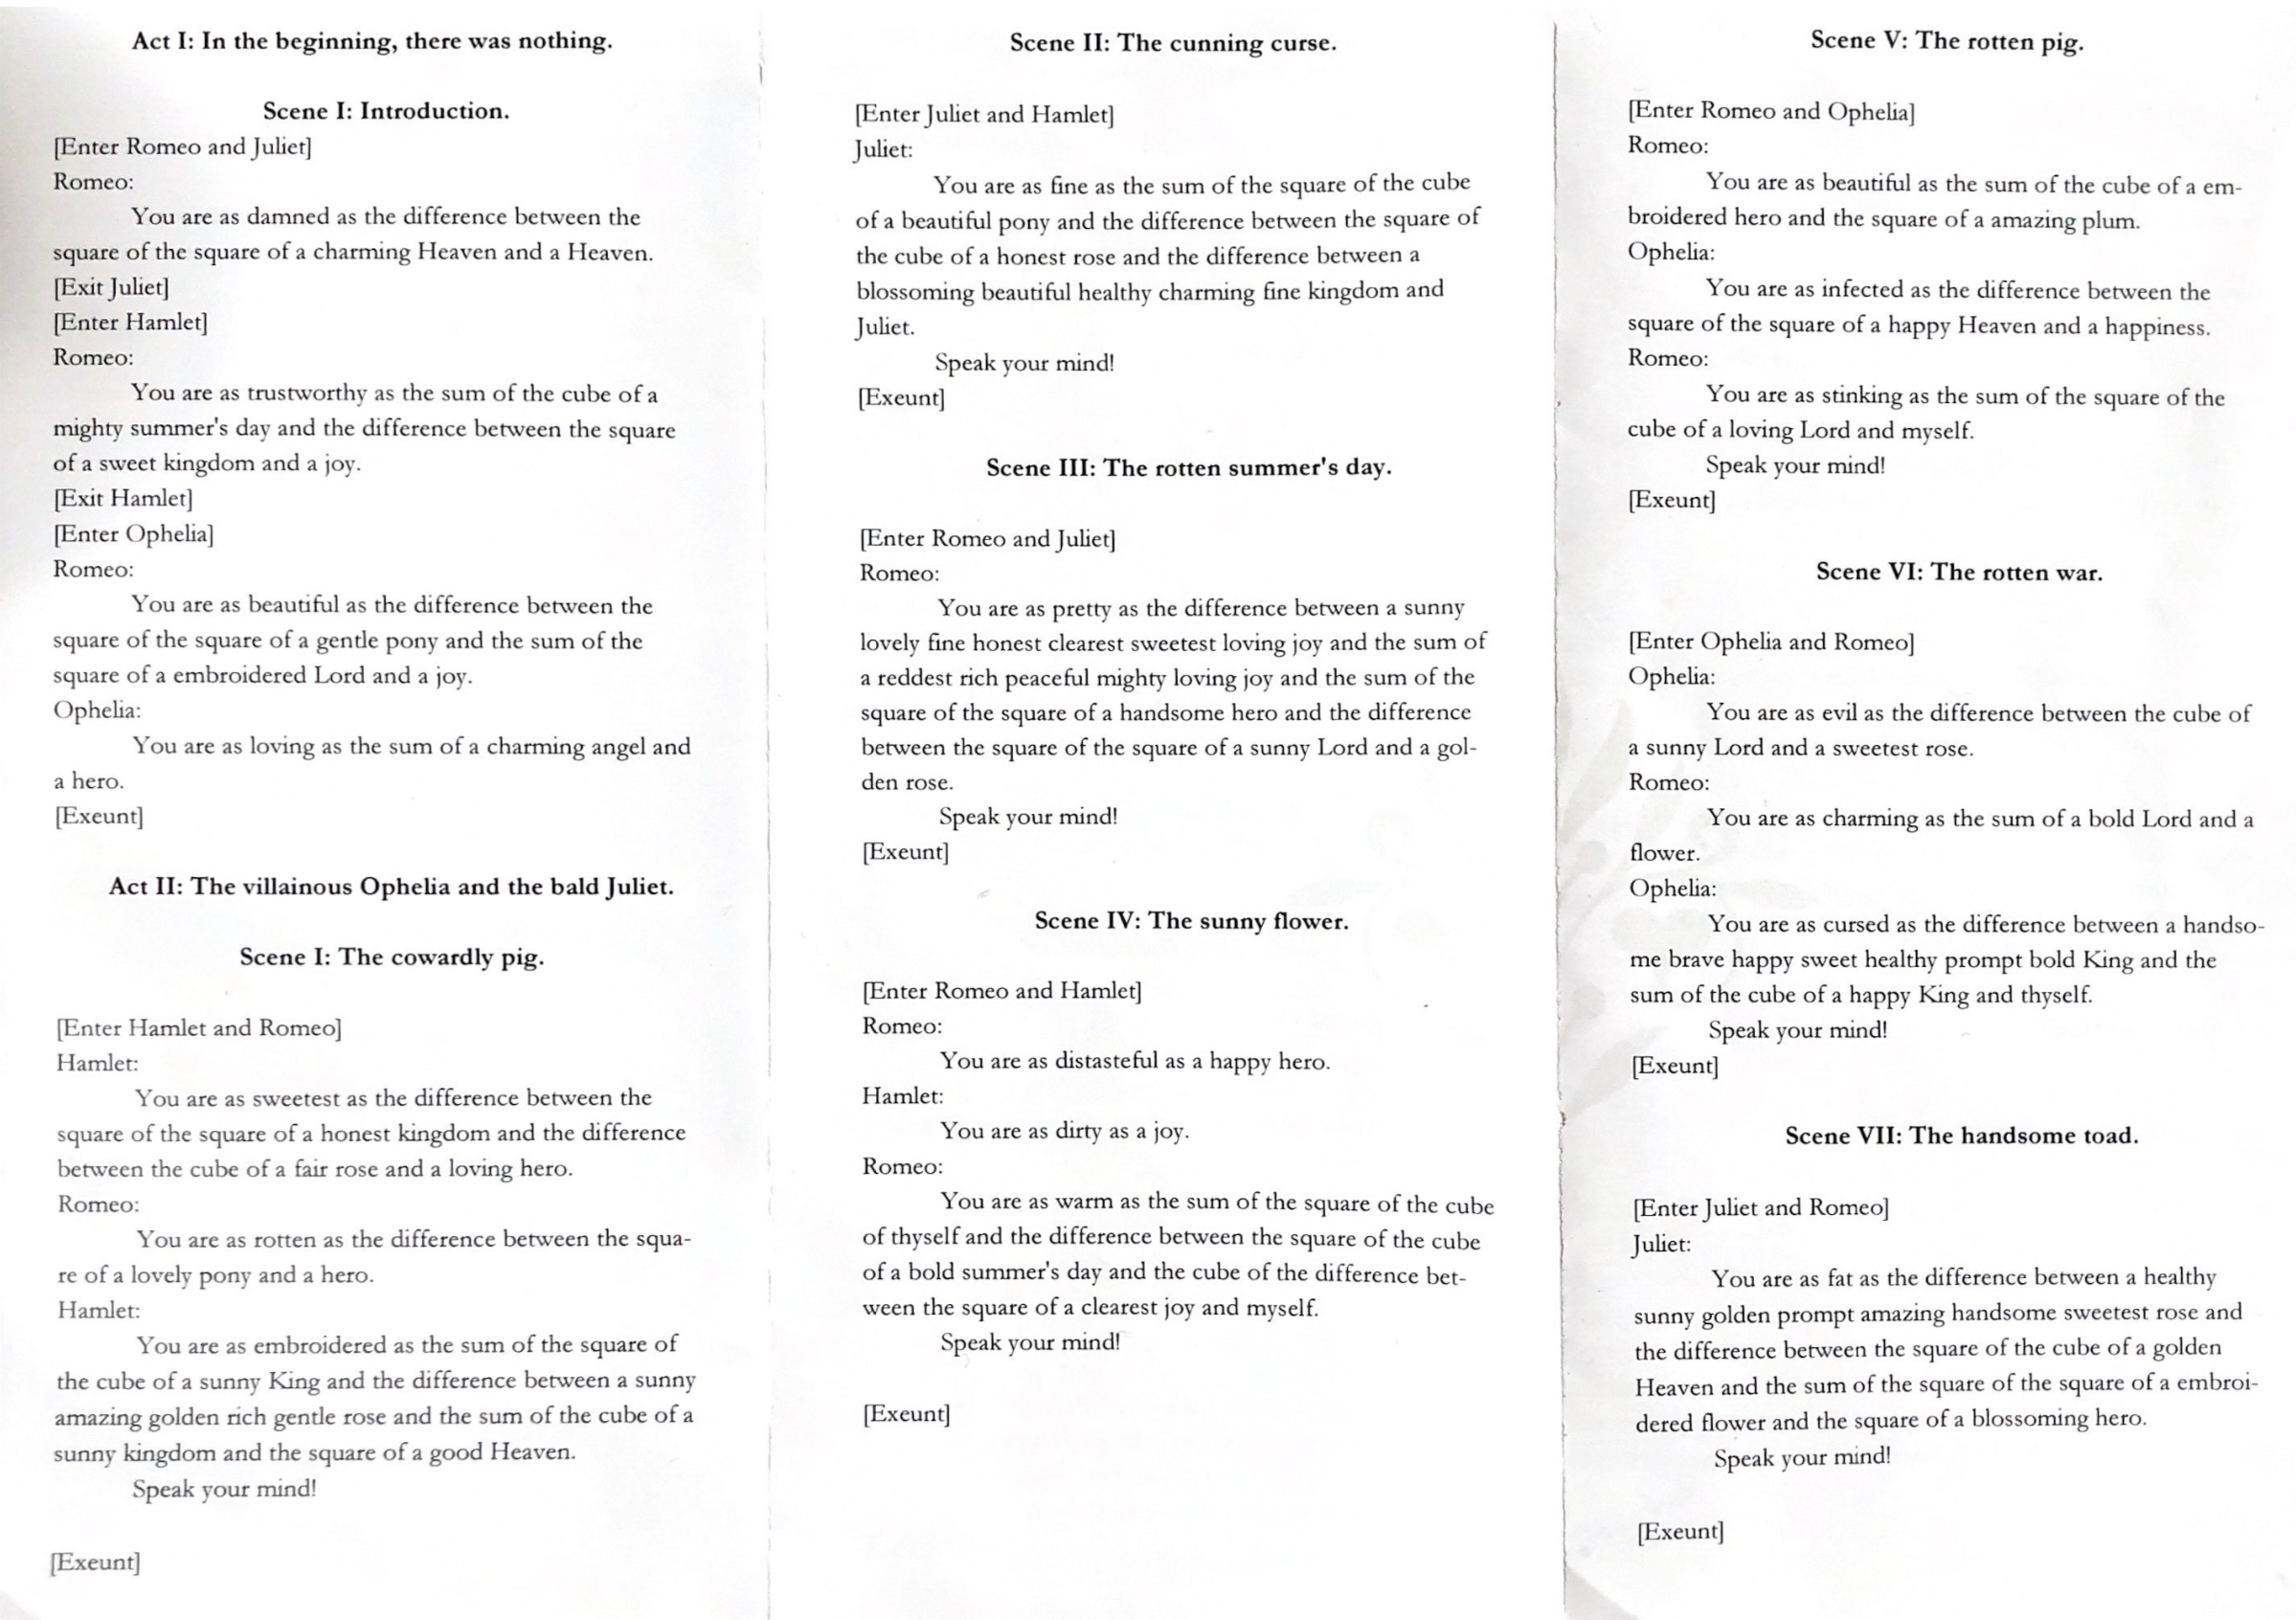 Act I: In the beginning, there was nothing.
Scene I: Introduction.
[Enter Romeo and Juliet]
Romeo:
You are as damned as the difference between the
square of the square of a charming Heaven and a Heaven.
[Exit Juliet]
[Enter Hamlet]
Romeo:
You are as trustworthy as the sum of the cube of a
mighty summer's day and the difference between the square
of a sweet kingdom and a joy.
[Exit Hamlet]
[Enter Ophelia]
Romeo:
You are as beautiful as the difference between the
square of the square of a gentle pony and the sum of the
square of a embroidered Lord and a joy.
Ophelia:
You are as loving as the sum of a charming angel and
a hero.
[Exeunt]
Act II: The villainous Ophelia and the bald Juliet.
Scene I: The cowardly pig.
[Enter Hamlet and Romeo]
Hamlet:
You are as sweetest as the difference between the
square of the square of a honest kingdom and the difference
between the cube of a fair rose and a loving hero.
Romeo:
You are as rotten as the difference between the squa-
re of a lovely pony and a hero.
Hamlet:
You are as embroidered as the sum of the square of
the cube of a sunny King and the difference between a sunny
amazing golden rich gentle rose and the sum of the cube of a
sunny kingdom and the square of a good Heaven.
Speak your mind!
[Exeunt]
Scene II: The cunning curse.
[Enter Juliet and Hamlet]
Juliet:
You are as fine as the sum of the square of the cube
of a beautiful pony and the difference between the square of
the cube of a honest rose and the difference between a
blossoming beautiful healthy charming fine kingdom and
Juliet.
Speak your mind!
[Exeunt]
Scene III: The rotten summer's day.
[Enter Romeo and Juliet]
Romeo:
You are as pretty as the difference between a sunny
lovely fine honest clearest sweetest loving joy and the sum of
a reddest rich peaceful mighty loving joy and the sum of the
square of the square of a handsome hero and the difference
between the square of the square of a sunny Lord and a gol-
den rose.
Speak your mind!
[Exeunt]
Scene IV: The sunny flower.
[Enter Romeo and Hamlet]
Romeo:
You are as distasteful as a happy hero.
Hamlet:
You are as dirty as a joy.
Romeo:
You are as warm as the sum of the square of the cube
of thyself and the difference between the square of the cube
of a bold summer's day and the cube of the difference bet-
ween the square of a clearest joy and myself.
Speak your mind!
[Exeunt]
Scene V: The rotten pig.
[Enter Romeo and Ophelia]
Romeo:
You are as beautiful as the sum of the cube of a em-
broidered hero and the square of a amazing plum.
Ophelia:
You are as infected as the difference between the
square of the square of a happy Heaven and a happiness.
Romeo:
You are as stinking as the sum of the square of the
cube of a loving Lord and myself.
Speak your mind!
[Exeunt]
Scene VI: The rotten war.
[Enter Ophelia and Romeo]
Ophelia:
You are as evil as the difference between the cube of
a sunny Lord and a sweetest rose.
Romeo:
You are as charming as the sum of a bold Lord and a
flower.
Ophelia:
You are as cursed as the difference between a handso-
me brave happy sweet healthy prompt bold King and the
sum of the cube of a happy King and thyself.
Speak your mind!
[Exeunt]
Scene VII: The handsome toad.
[Enter Juliet and Romeo]
Juliet:
You are as fat as the difference between a healthy
sunny golden prompt amazing handsome sweetest rose and
the difference between the square of the cube of a golden
Heaven and the sum of the square of the square of a embroi-
dered flower and the square of a blossoming hero.
Speak your mind!
[Exeunt]